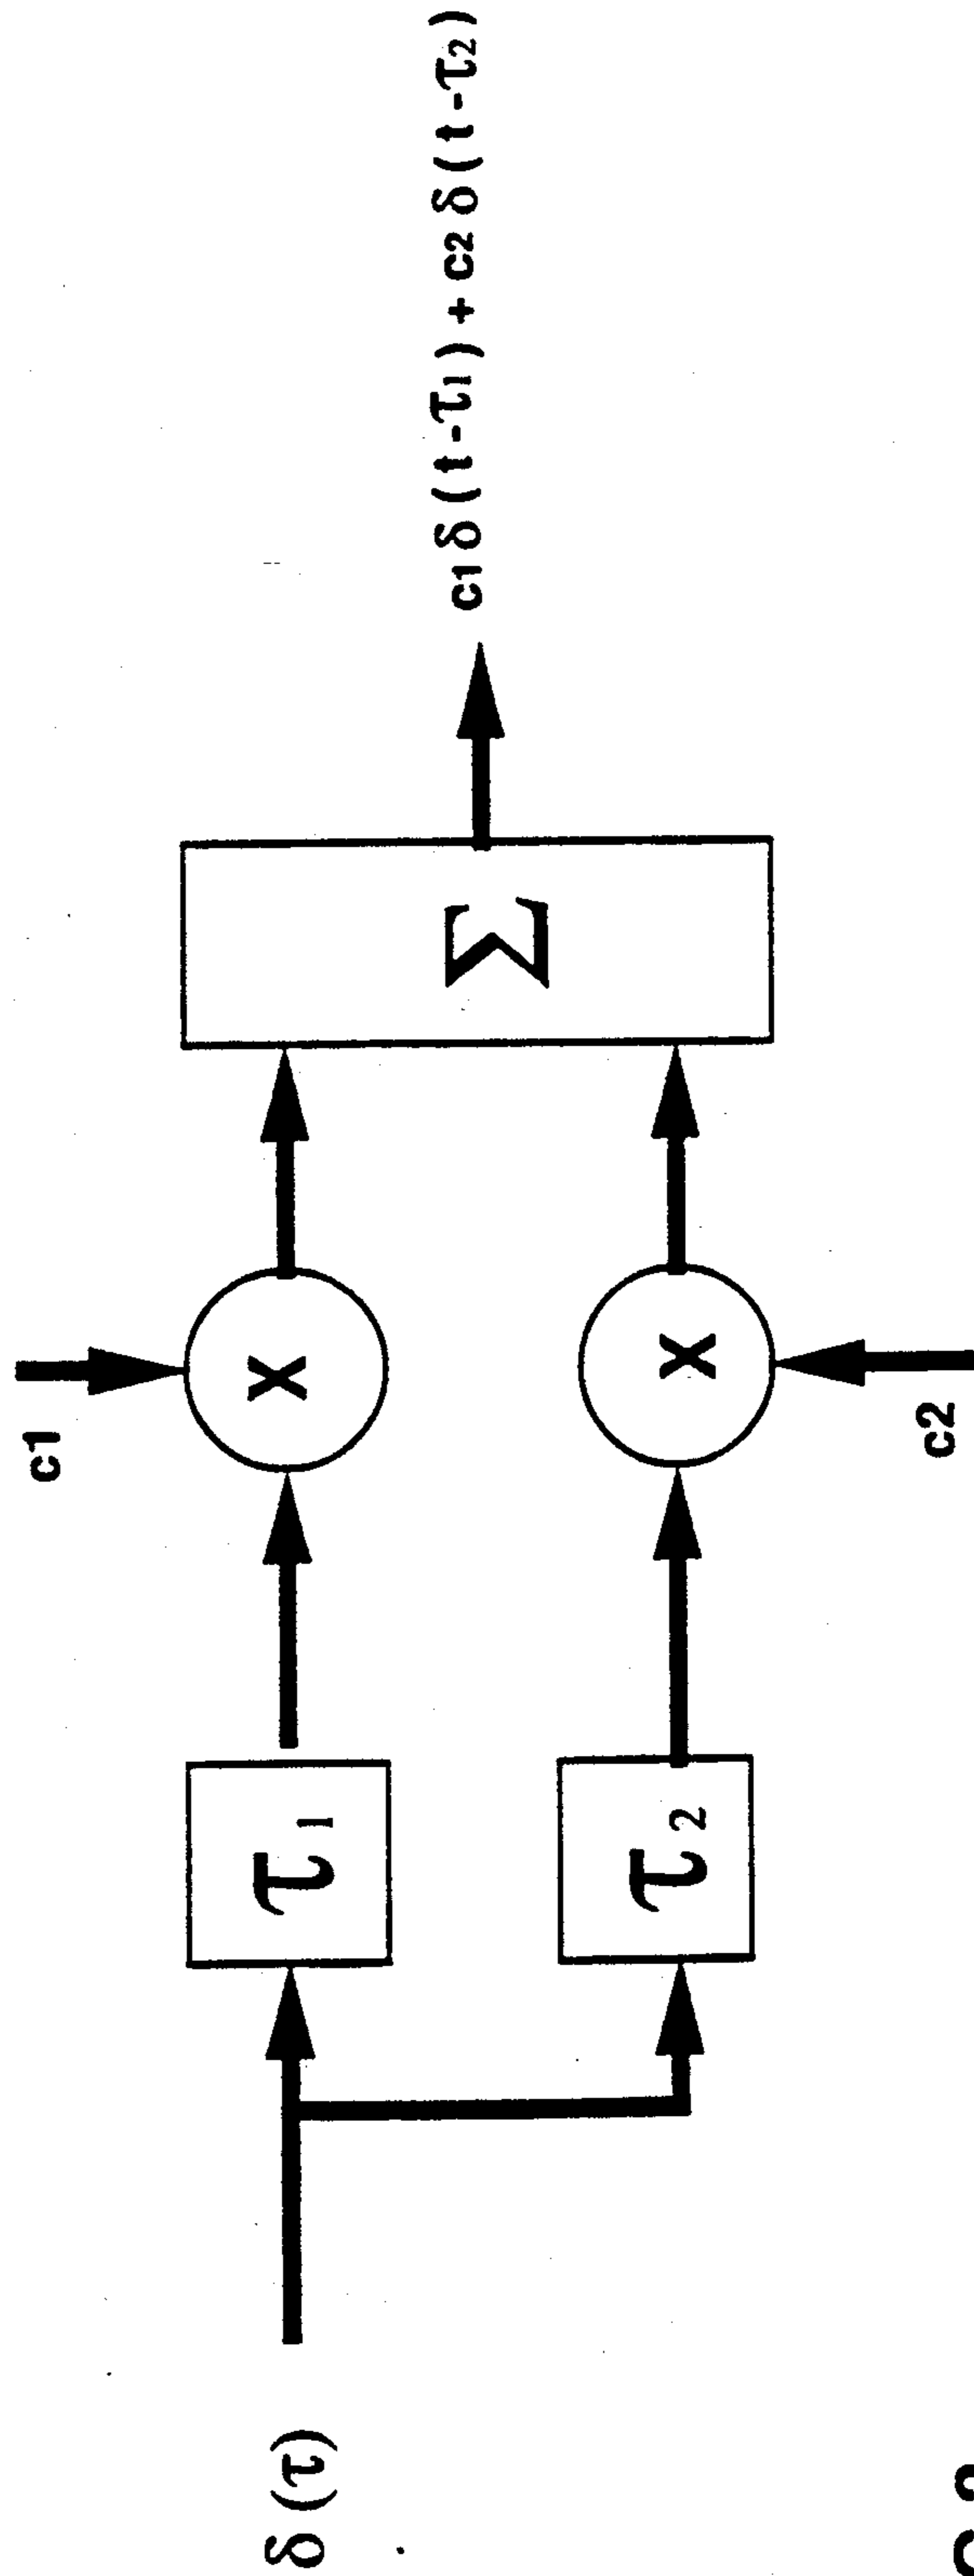 c1
δ (τ)
τ1
X
Σ
c1 δ (t - τ1) + c2 δ (t - τ2)
τ2
X
c2